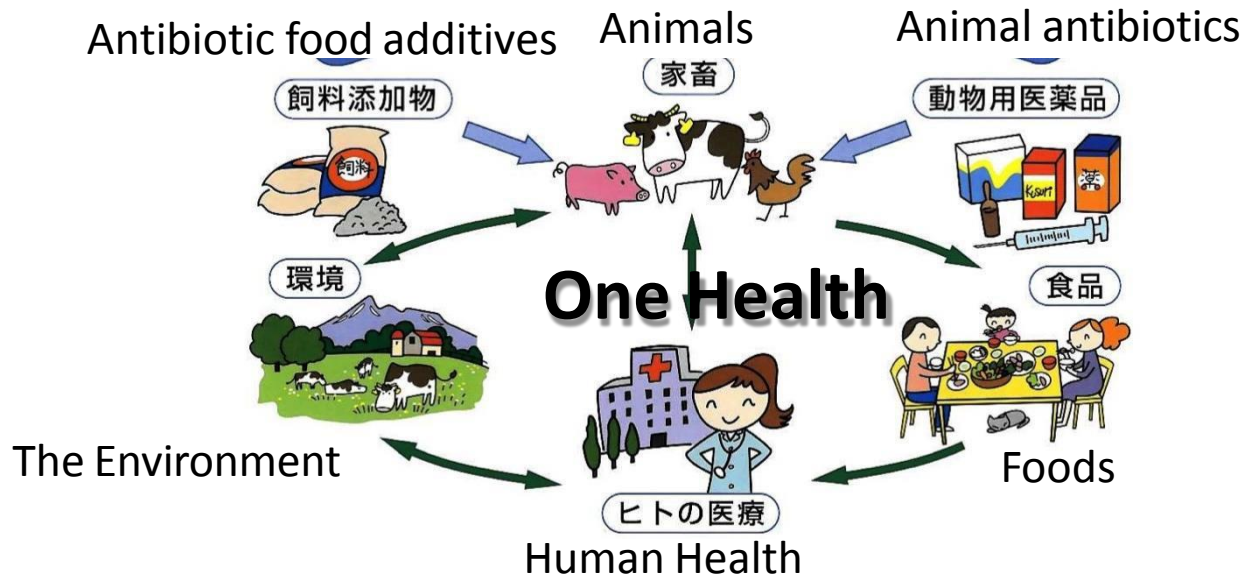 Antibiotic food additives
Animals
Animal antibiotics
飼料添加物
家畜
動物用医薬品
飼料
Kusuri
薬
環境
One Health
食品
The Environment
Foods
ヒトの医療
Human Health